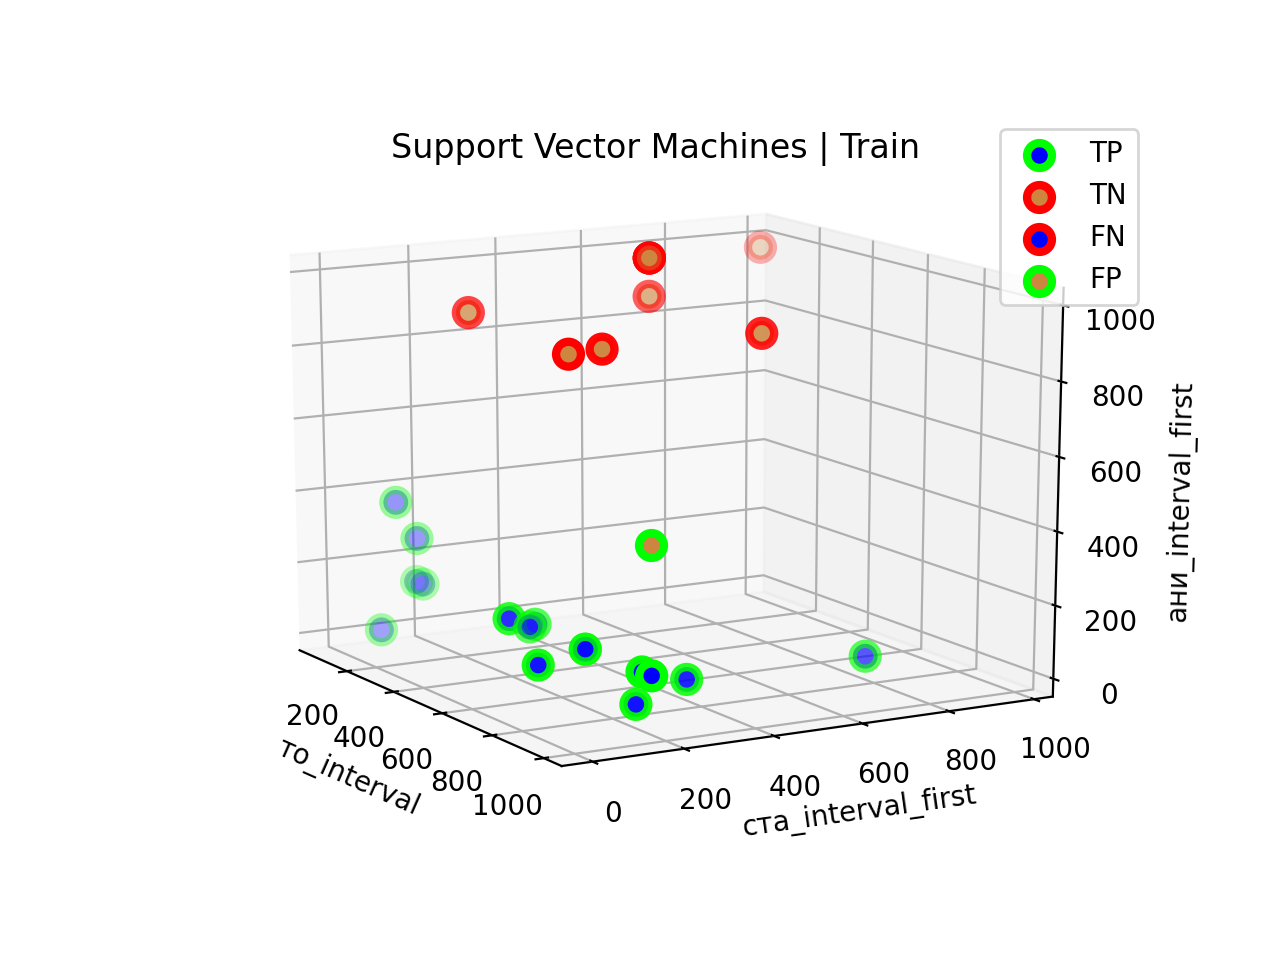 Support Vector Machines | Train
TP
TN
FN
FP
1000
800
600
400
200
0
ани_interval_first
200
400
600
800
1000
то_interval
0
200
400
600
800
1000
ста_interval_first